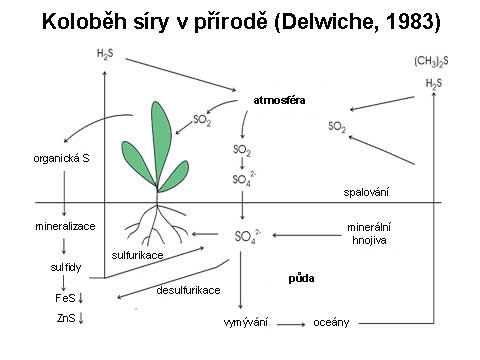 Koloběh síry v přírodě (Delwiche, 1983)
H₂S
(CH₃)₂S
H₂S
atmosféra
SO₂
SO₂
SO₂
organická S
SO₄²⁻
spalování
mineralizace
SO₄²⁻
minerální
hnojiva
sulfurikace
sulfidy
půda
desulfurikace
FeS↓
ZnS↓
vymývání
oceány